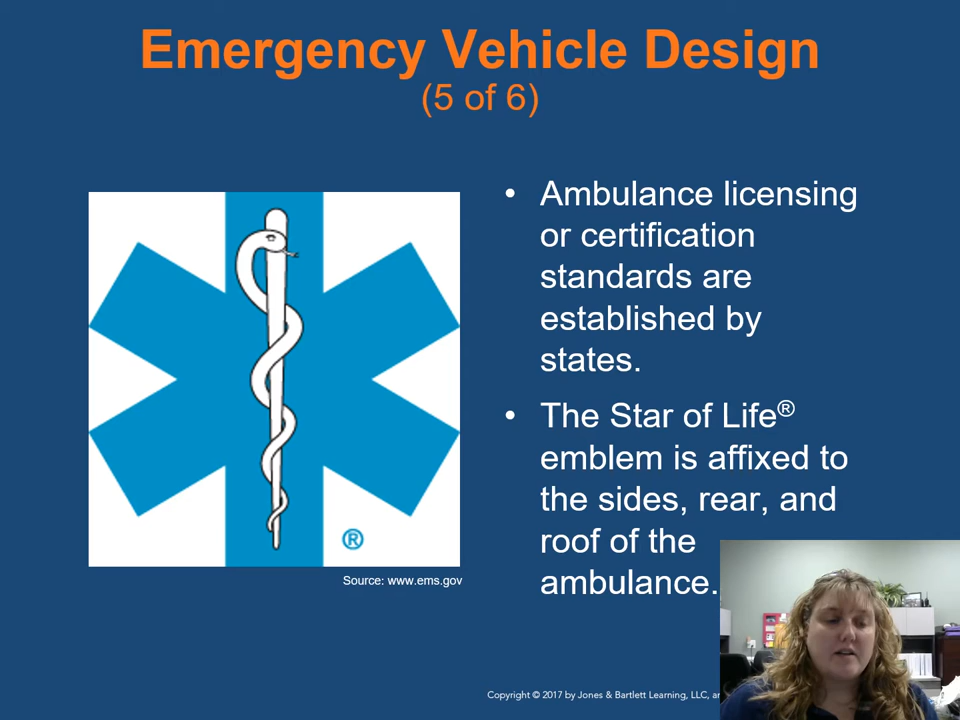 Emergency Vehicle Design
(5 of 6)
• Ambulance licensing
or certification
standards are
established by
states.
• The Star of Life®
emblem is affixed to
the sides, rear, and
roof of the
ambulance.
®
Source: www.ems.gov
Copyright © 2017 by Jones & Bartlett Learning, LLC,